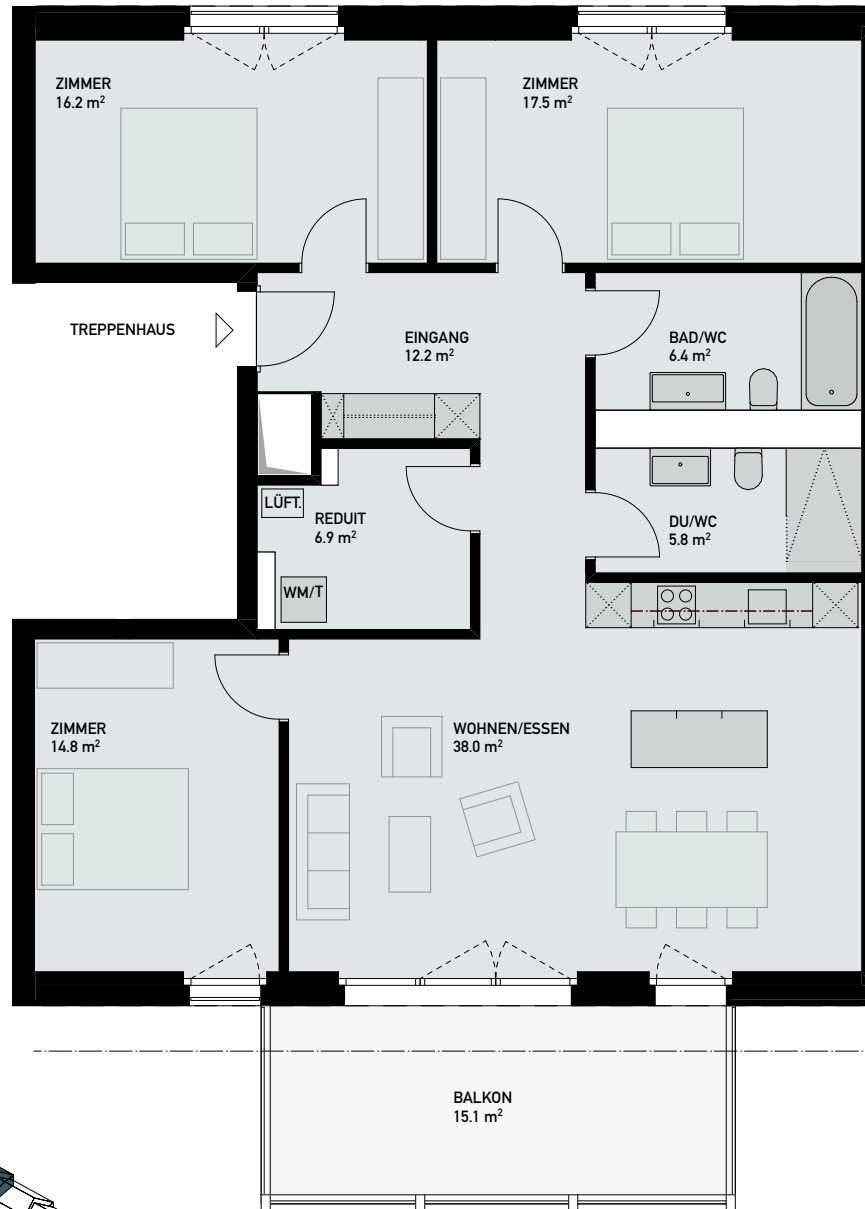 ZIMMER
16.2 m²
ZIMMER
17.5 m²
TREPPENHAUS
EINGANG
12.2 m²
BAD/WC
6.4 m²
LÜFT.
REDUIT
6.9 m²
DU/WC
5.8 m²
WM/T
ZIMMER
14.8 m²
WOHNEN/ESSEN
38.0 m²
BALKON
15.1 m²